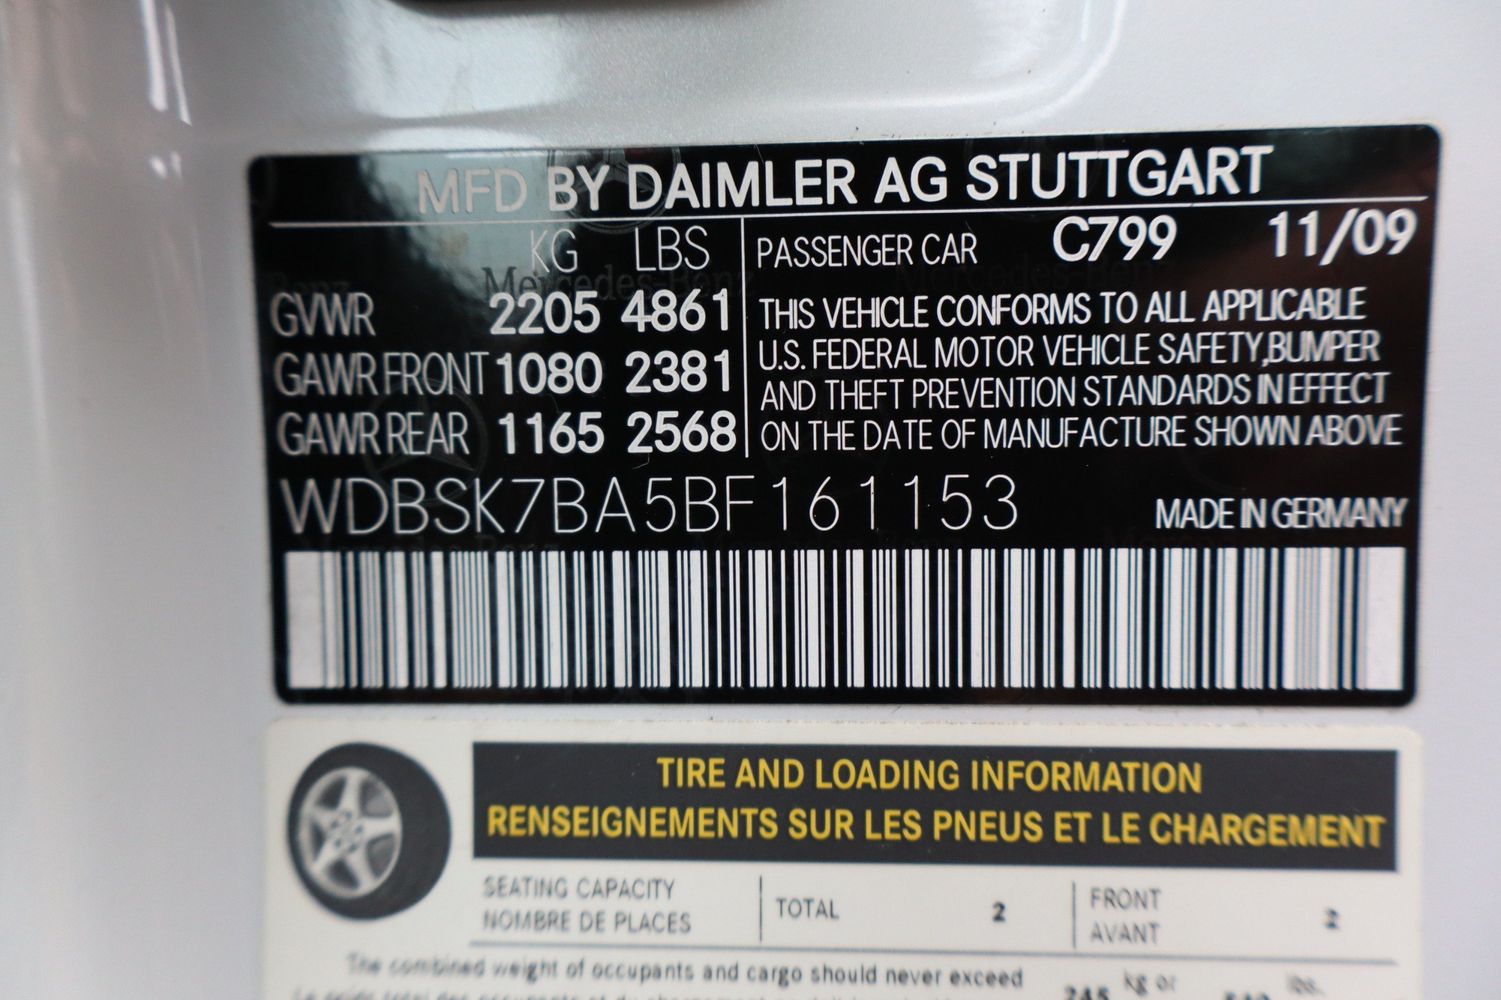 MFD BY DAIMLER AG STUTTGART
KG LBS
GVWR 2205 4861
GAWR FRONT 1080 2381
GAWR REAR 1165 2568
PASSENGER CAR C799 11/09
THIS VEHICLE CONFORMS TO ALL APPLICABLE
U.S. FEDERAL MOTOR VEHICLE SAFETY,BUMPER
AND THEFT PREVENTION STANDARDS IN EFFECT
ON THE DATE OF MANUFACTURE SHOWN ABOVE
WDBSK7BA5BF161153 MADE IN GERMANY
TIRE AND LOADING INFORMATION
RENSEIGNEMENTS SUR LES PNEUS ET LE CHARGEMENT
SEATING CAPACITY
NOMBRE DE PLACES
TOTAL 2
FRONT
AVANT
2
The combined weight of occupants and cargo should never exceed
kg or lbs.